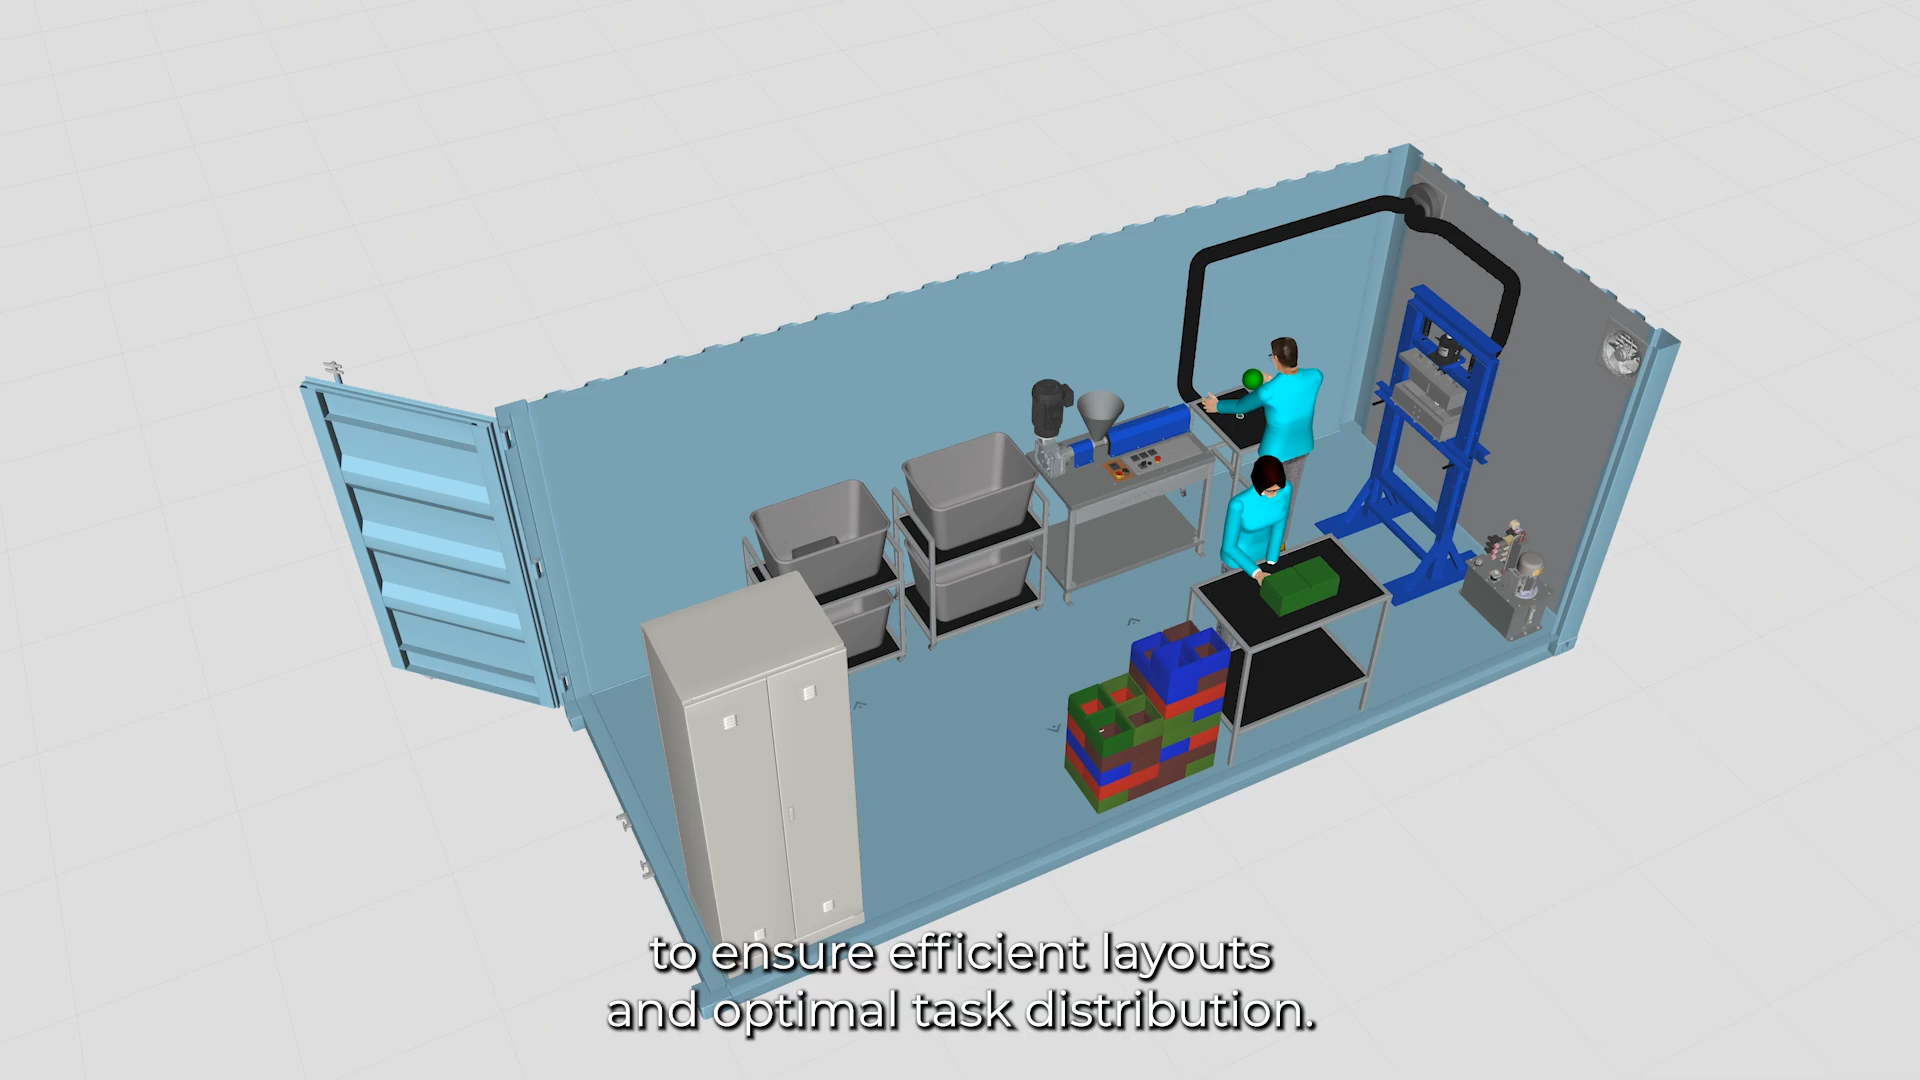 to ensure efficient layouts
and optimal task distribution.